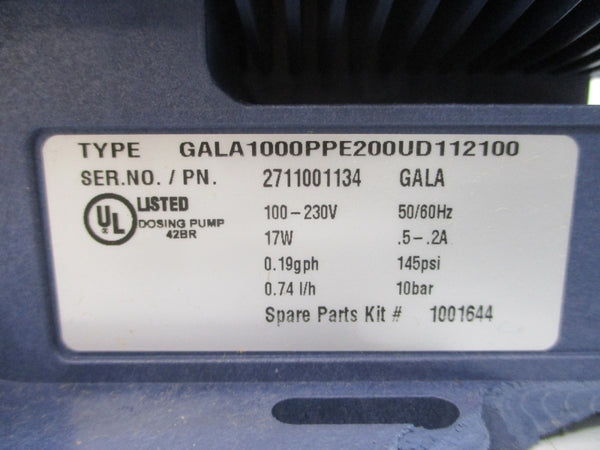 TYPE GALA1000PPE200UD112100
SER.NO. / PN. 2711001134 GALA
UL LISTED 100-230V 50/60Hz
DOSING PUMP
42BR 17W .5-.2A
0.19gph 145psi
0.74 l/h 10bar
Spare Parts Kit # 1001644